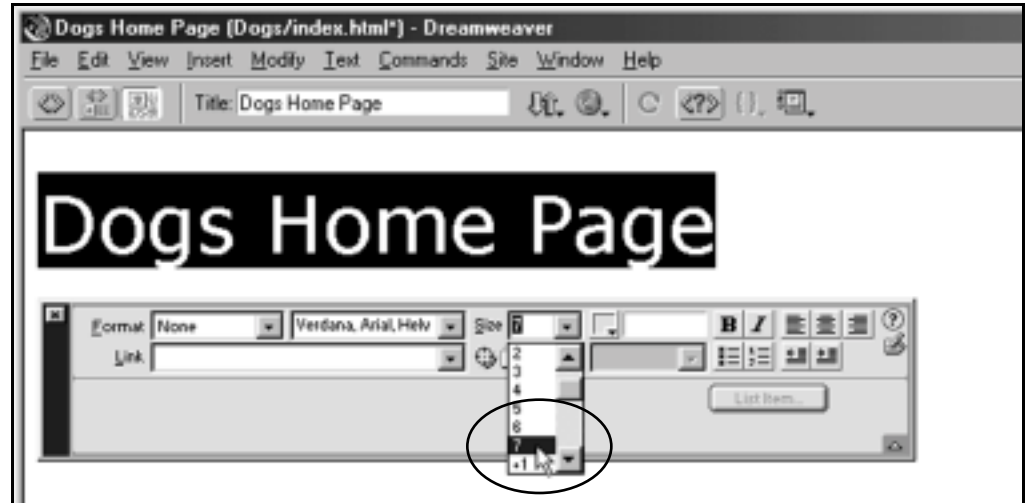 Dogs Home Page (Dogs/index.html*) - Dreamweaver
File Edit View Insert Modify Text Commands Site Window Help
Title: Dogs Home Page
Dogs Home Page
Format None Verdana, Arial, Helv Size 7 B I
Link
2
3
4
5
6
7
+1
List Item...